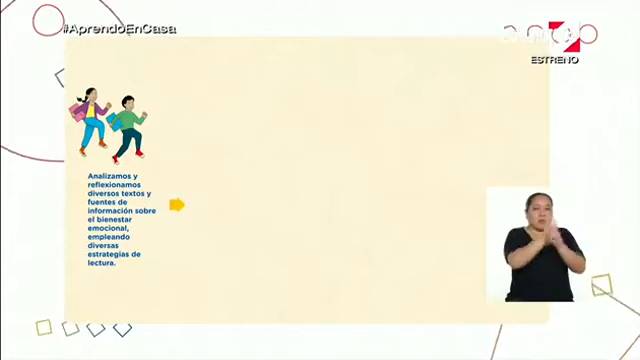 #AprendoEnCasa
ESTRENO
Analizamos y
reflexionamos
diversos textos y
fuentes de
información sobre
el bienestar
emocional,
empleando
diversas
estrategias de
lectura.